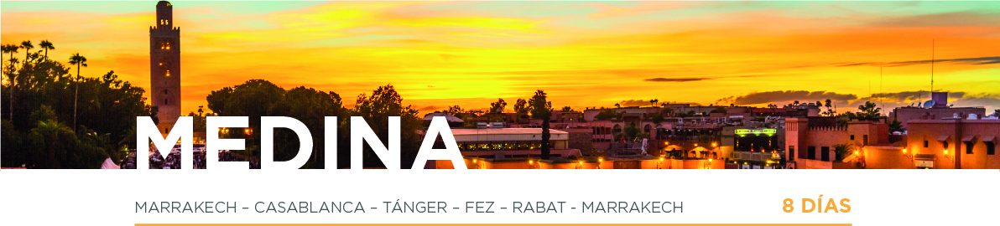 MEDINA
MARRAKECH – CASABLANCA – TÁNGER – FEZ – RABAT - MARRAKECH 8 DÍAS